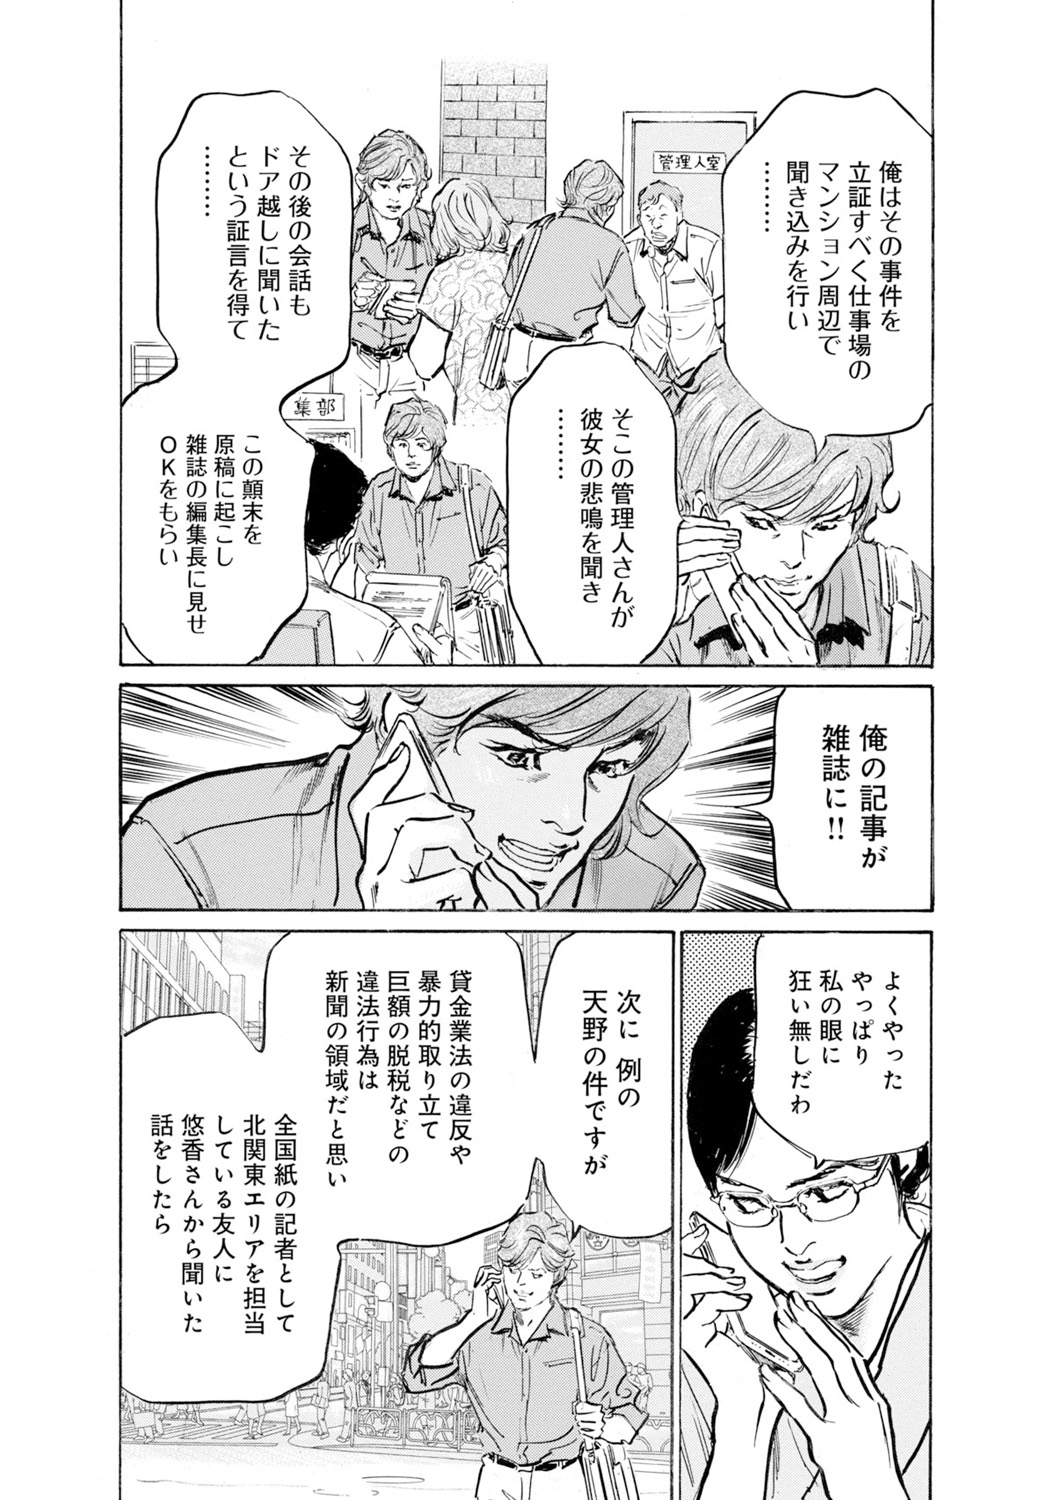 俺はその事件を
立証すべく仕事場の
マンション周辺で
聞き込みを行い
………
管理人室
そこの管理人さんが
彼女の悲鳴を聞き
………
その後の会話も
ドア越しに聞いた
という証言を得て
………
集部
この顛末を
原稿に起こし
雑誌の編集長に見せ
OKをもらい
俺の記事が
雑誌に!!
よくやった
やっぱり
私の眼に
狂い無しだわ
次に 例の
天野の件ですが
貸金業法の違反や
暴力的取り立て
巨額の脱税などの
違法行為は
新聞の領域だと思い
全国紙の記者として
北関東エリアを担当
している友人に
悠香さんから聞いた
話をしたら